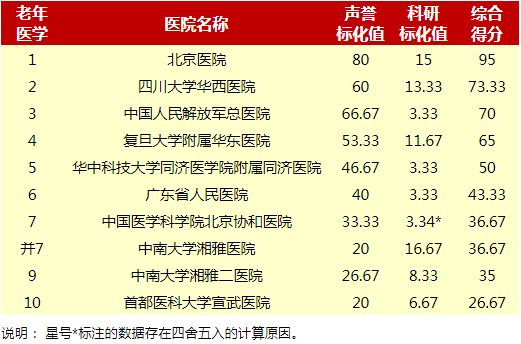 老年医学 医院名称 声誉标化值 科研标化值 综合得分
1 北京医院 80 15 95
2 四川大学华西医院 60 13.33 73.33
3 中国人民解放军总医院 66.67 3.33 70
4 复旦大学附属华东医院 53.33 11.67 65
5 华中科技大学同济医学院附属同济医院 46.67 3.33 50
6 广东省人民医院 40 3.33 43.33
7 中国医学科学院北京协和医院 33.33 3.34* 36.67
并7 中南大学湘雅医院 20 16.67 36.67
9 中南大学湘雅二医院 26.67 8.33 35
10 首都医科大学宣武医院 20 6.67 26.67
说明： 星号*标注的数据存在四舍五入的计算原因。